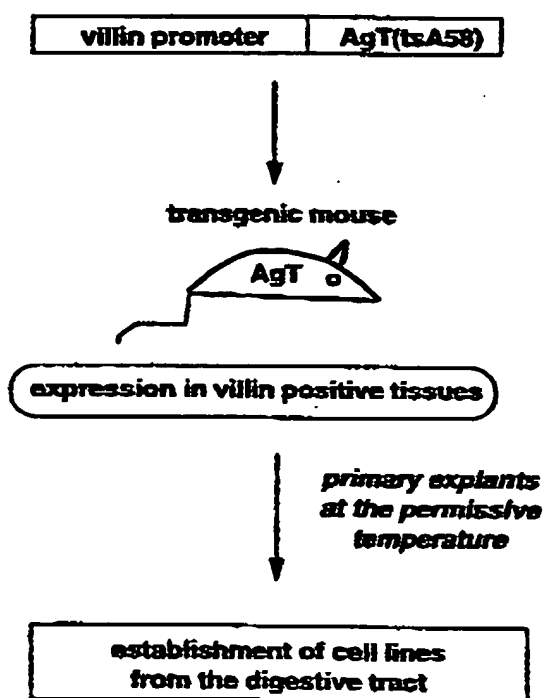 villin promoter AgT(tsA58)
transgenic mouse
AgT
expression in villin positive tissues
primary explants
at the permissive
temperature
establishment of cell lines
from the digestive tract